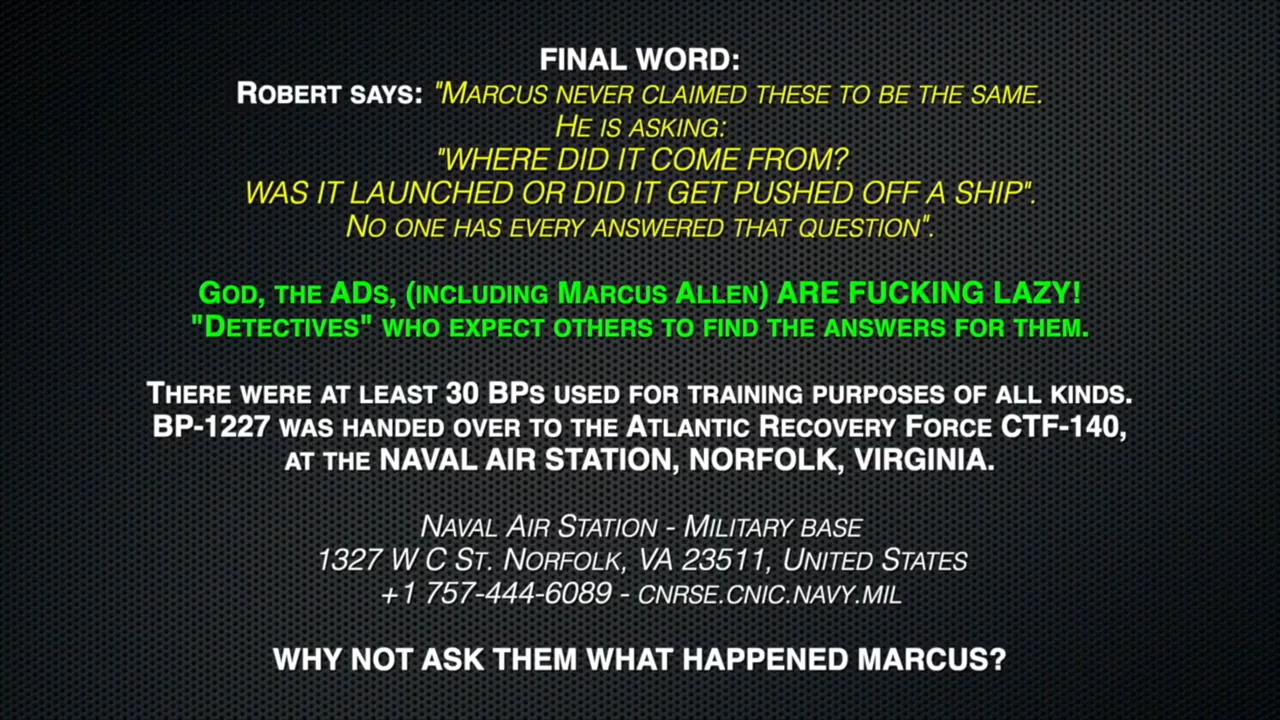 FINAL WORD:
ROBERT SAYS: "MARCUS NEVER CLAIMED THESE TO BE THE SAME.
HE IS ASKING:
"WHERE DID IT COME FROM?
WAS IT LAUNCHED OR DID IT GET PUSHED OFF A SHIP".
NO ONE HAS EVERY ANSWERED THAT QUESTION".
GOD, THE ADS, (INCLUDING MARCUS ALLEN) ARE FUCKING LAZY!
"DETECTIVES" WHO EXPECT OTHERS TO FIND THE ANSWERS FOR THEM.
THERE WERE AT LEAST 30 BPS USED FOR TRAINING PURPOSES OF ALL KINDS.
BP-1227 WAS HANDED OVER TO THE ATLANTIC RECOVERY FORCE CTF-140,
AT THE NAVAL AIR STATION, NORFOLK, VIRGINIA.
NAVAL AIR STATION - MILITARY BASE
1327 W C ST. NORFOLK, VA 23511, UNITED STATES
+1 757-444-6089 - CNRSE.CNIC.NAVY.MIL
WHY NOT ASK THEM WHAT HAPPENED MARCUS?